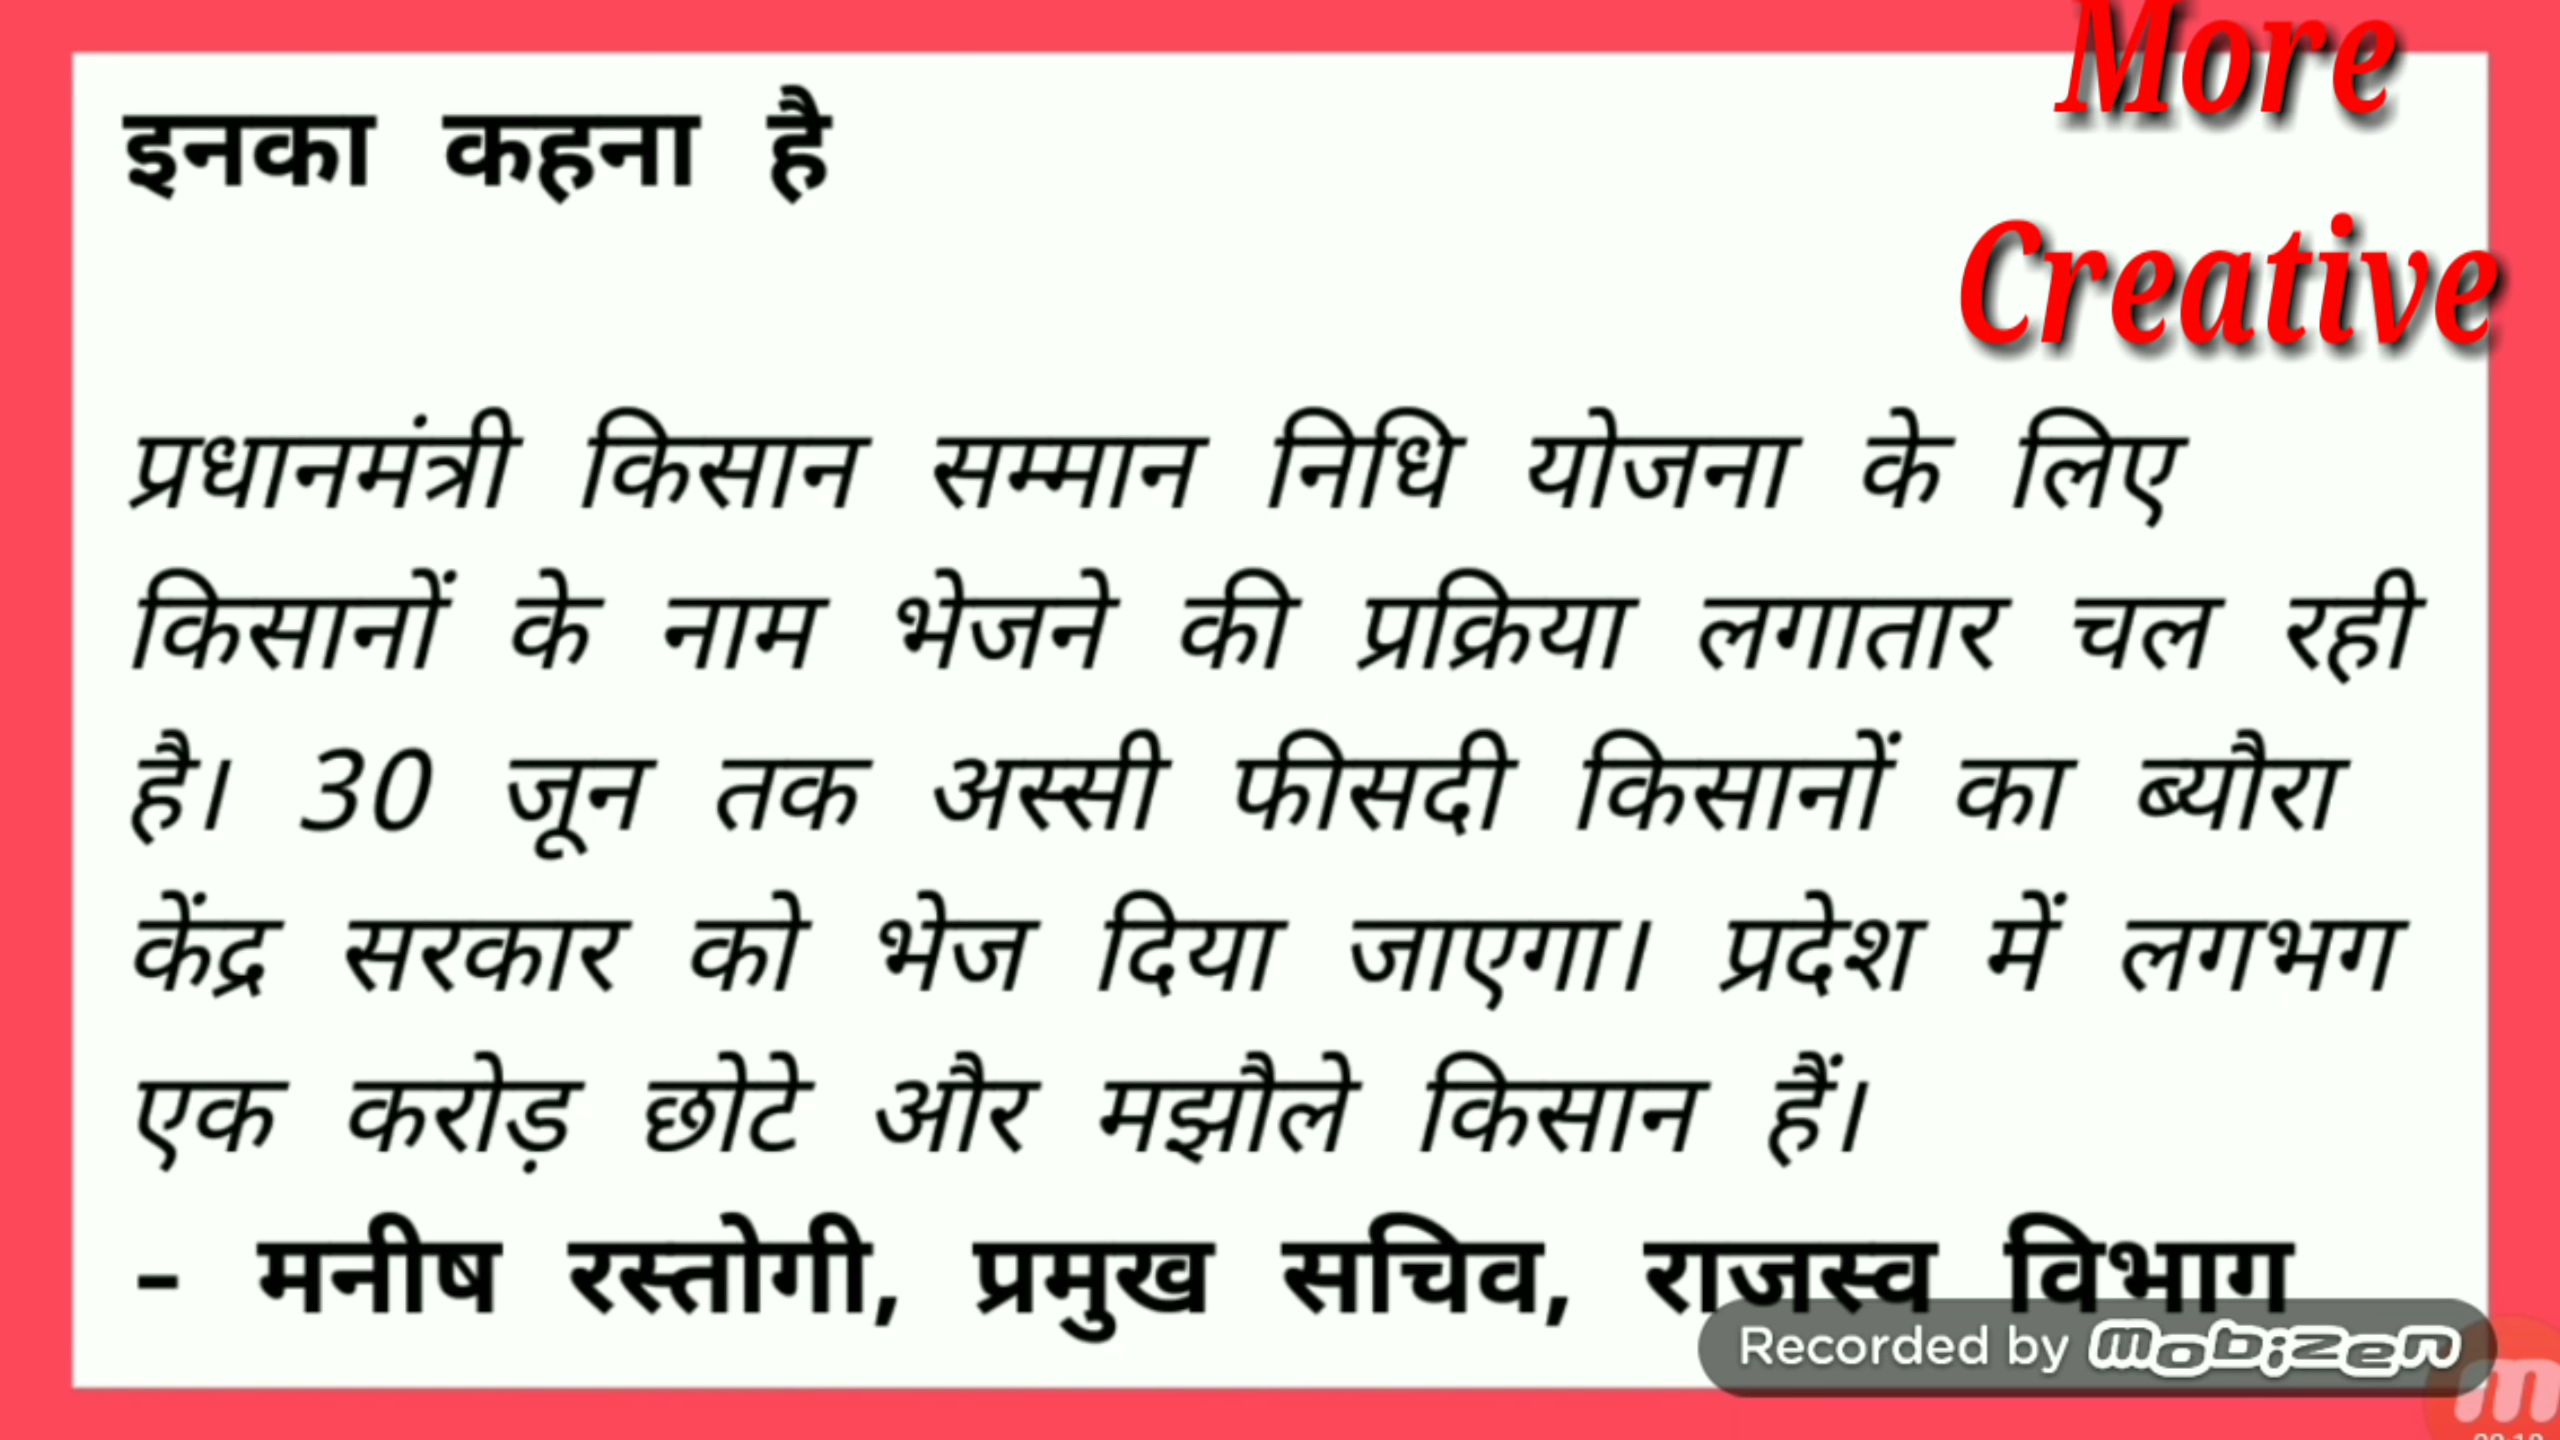 More
इनका कहना है
Creative
प्रधानमंत्री किसान सम्मान निधि योजना के लिए
किसानों के नाम भेजने की प्रक्रिया लगातार चल रही
है। 30 जून तक अस्सी फीसदी किसानों का ब्यौरा
केंद्र सरकार को भेज दिया जाएगा। प्रदेश में लगभग
एक करोड़ छोटे और मझौले किसान हैं।
- मनीष रस्तोगी, प्रमुख सचिव, राजस्व विभाग
Recorded by mobizen
m